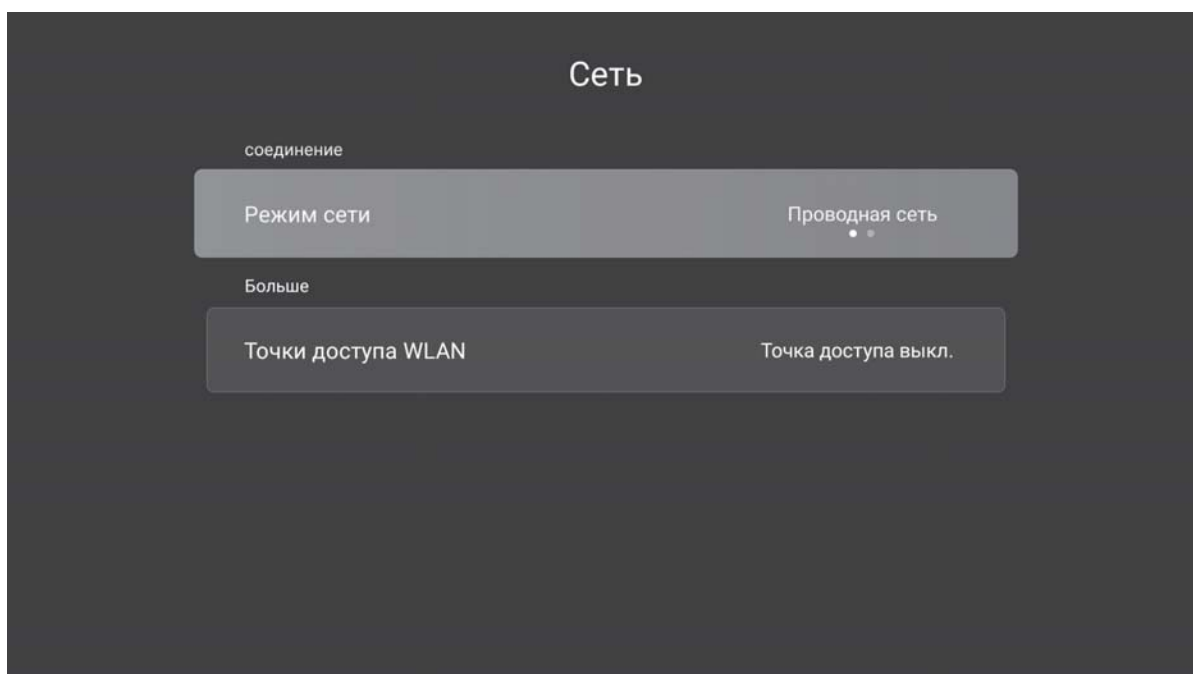 Сеть
соединение
Режим сети
Проводная сеть
Больше
Точки доступа WLAN
Точка доступа выкл.